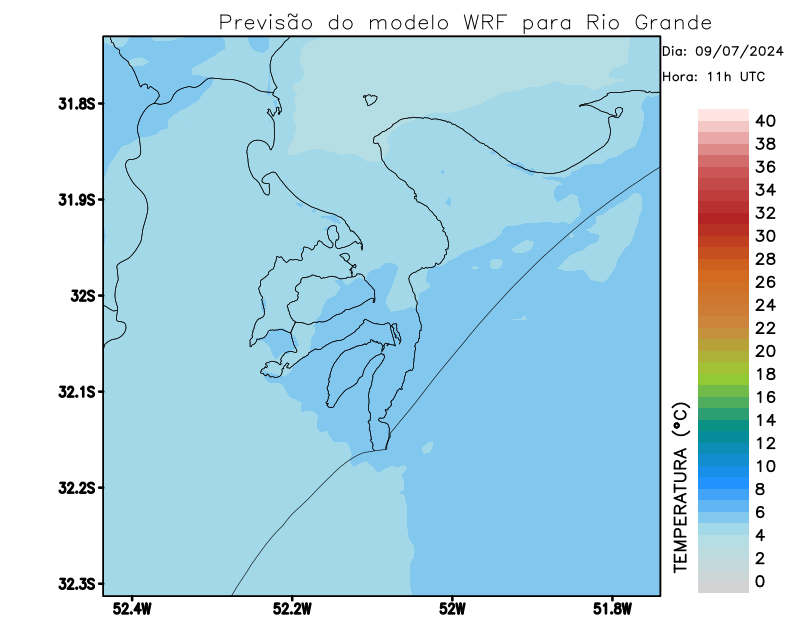 Previsão do modelo WRF para Rio Grande
Dia: 09/07/2024
Hora: 11h UTC
31.8S
31.9S
32S
32.1S
32.2S
32.3S
52.4W
52.2W
52W
51.8W
TEMPERATURA (°C)
40
38
36
34
32
30
28
26
24
22
20
18
16
14
12
10
8
6
4
2
0